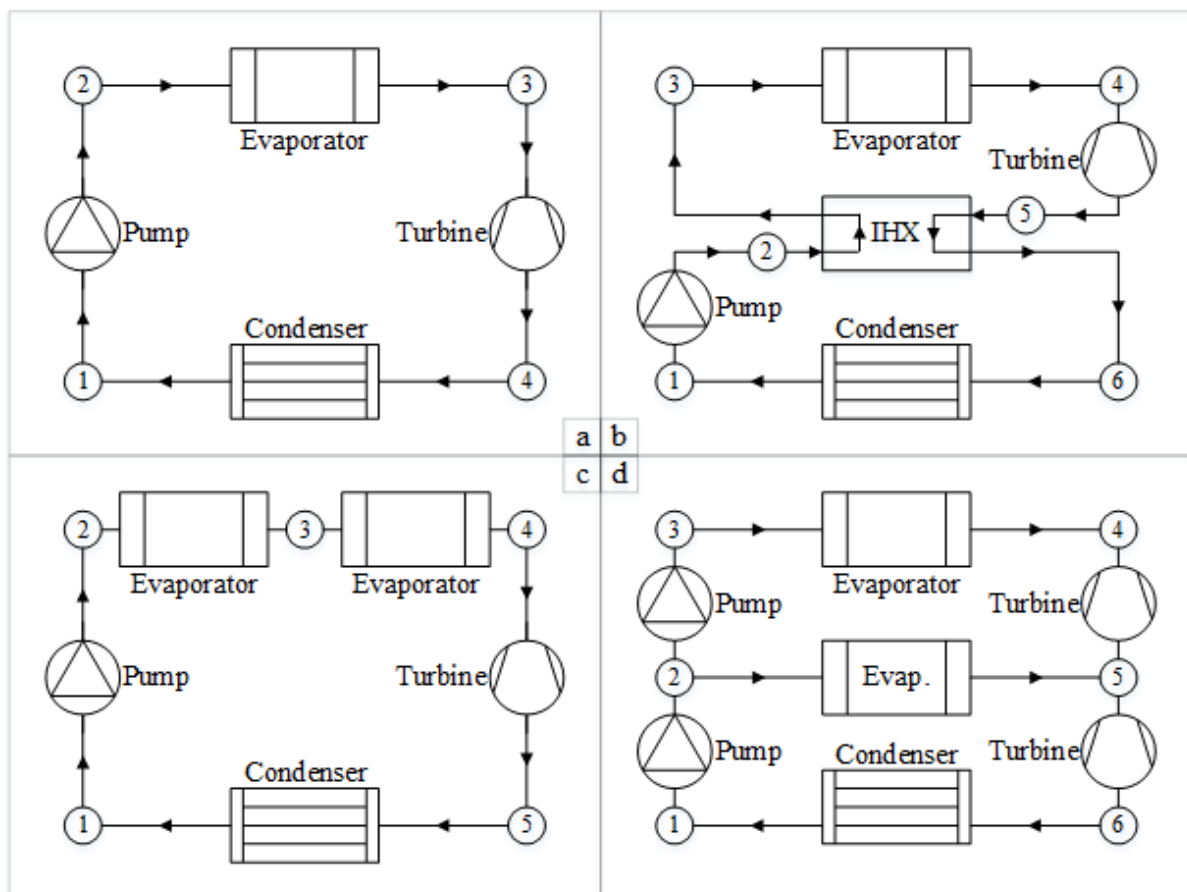 2
3
Evaporator
Pump
Turbine
Condenser
1
4
3
4
Evaporator
Turbine
5
IHX
2
Pump
Condenser
1
6
a b
c d
2
3
4
Evaporator
Evaporator
Pump
Turbine
Condenser
1
5
3
4
Evaporator
Pump
Turbine
2
Evap.
5
Pump
Condenser
Turbine
1
6